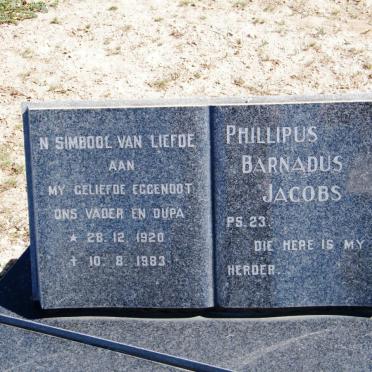 N SIMBOOL VAN LIEFDE
AAN
MY GELIEFDE EGGENOOT
ONS VADER EN OUPA
* 28. 12. 1920
† 10. 8. 1983
PHILLIPUS
BARNADUS
JACOBS
PS. 23.
DIE HERE IS MY
HERDER.